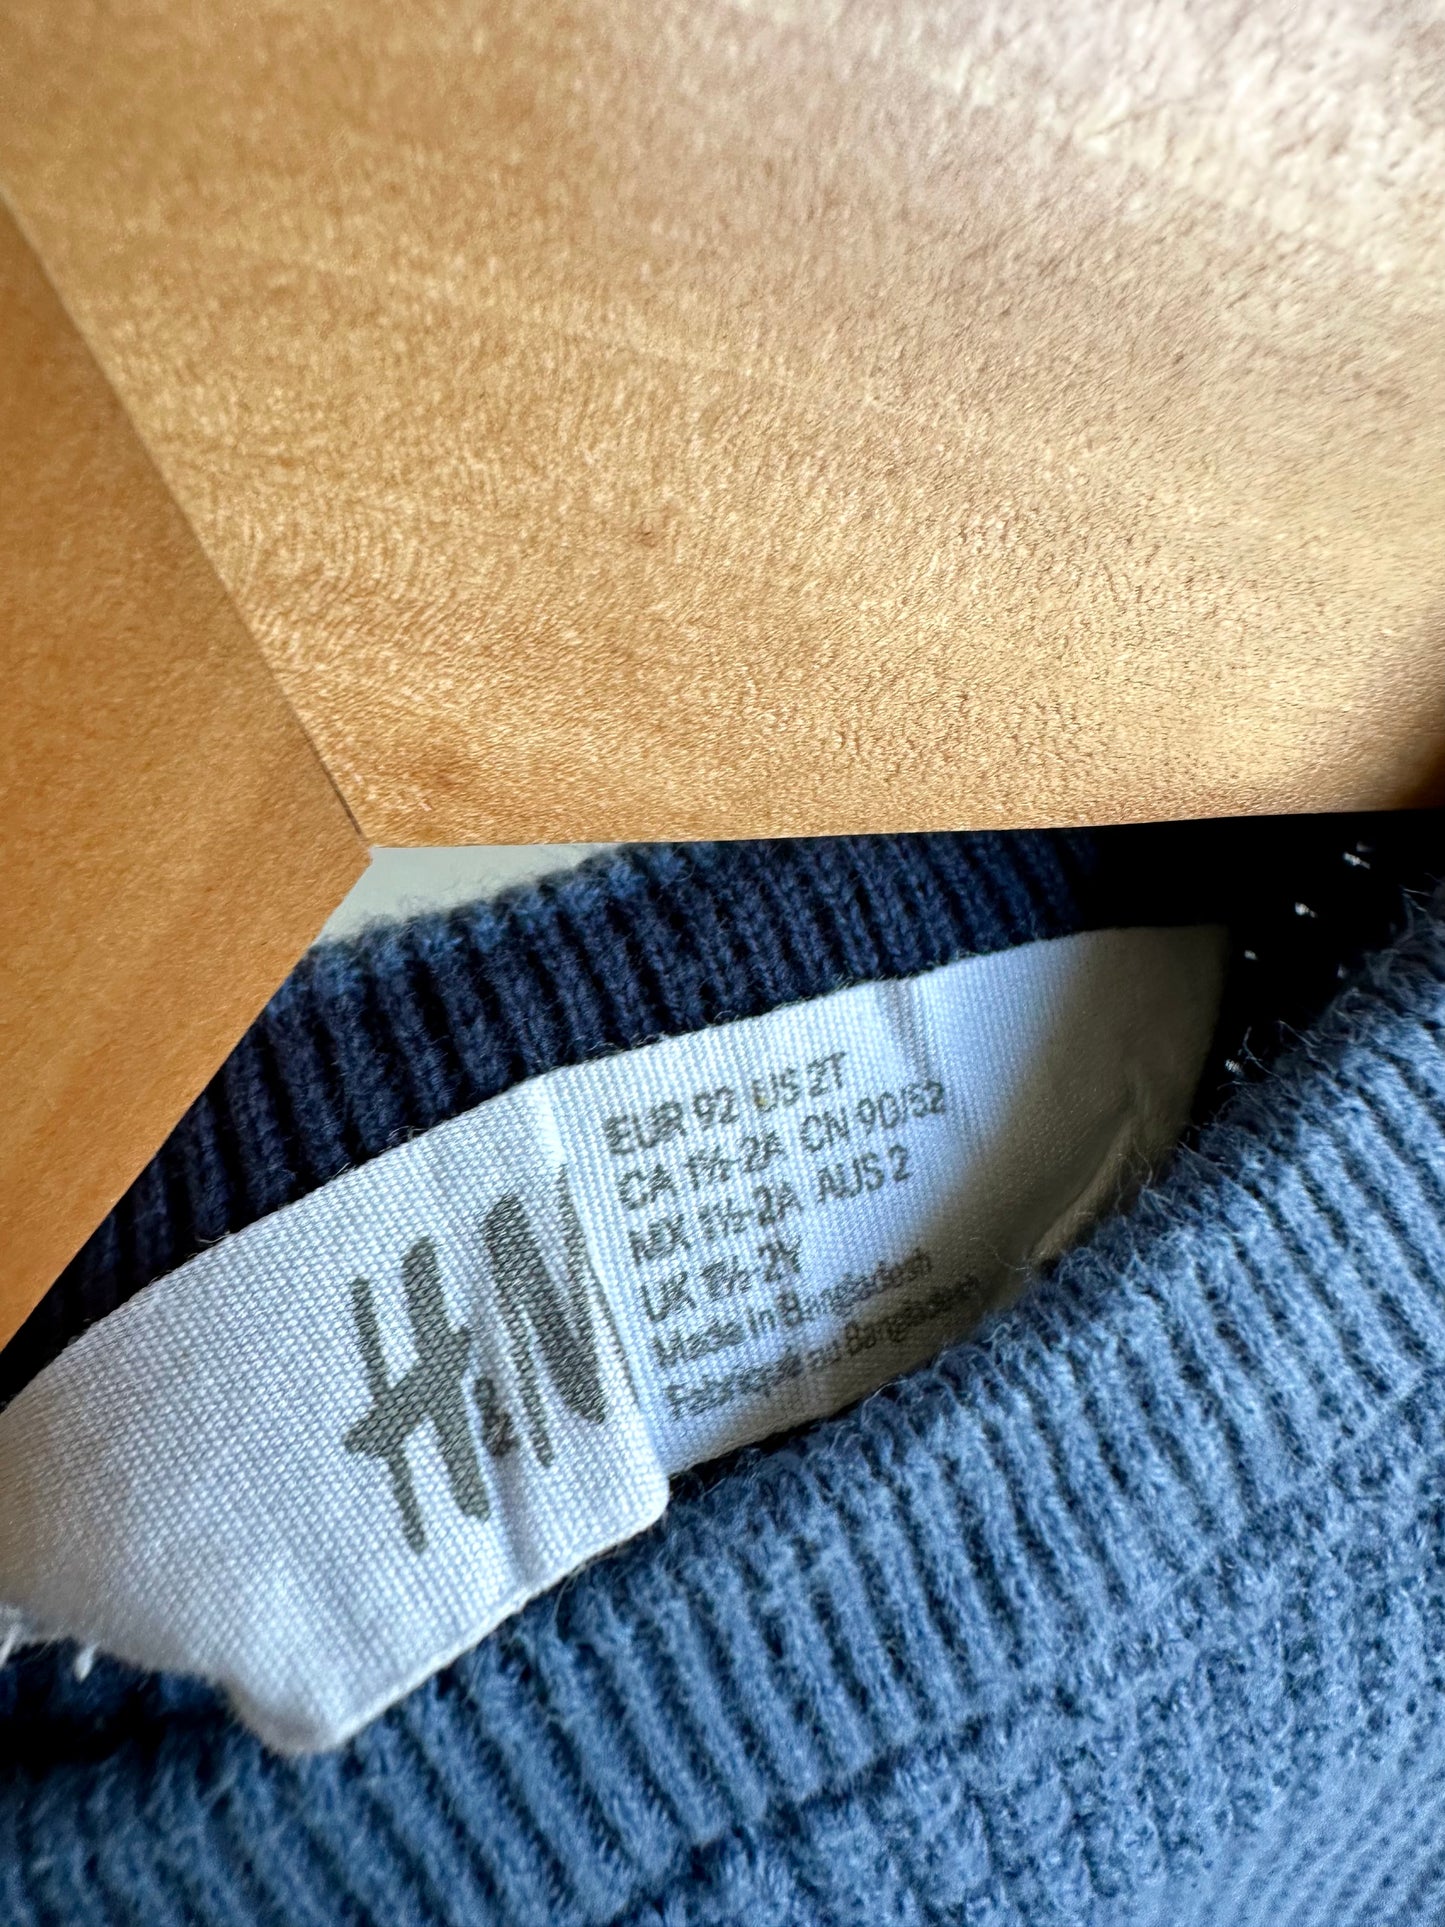 H&M
EUR 92 US 2T
CA 1½-2A CN 90/52
MX 1½-2A AUS 2
UK 1½-2Y
Made in Bangladesh
Bangladesh